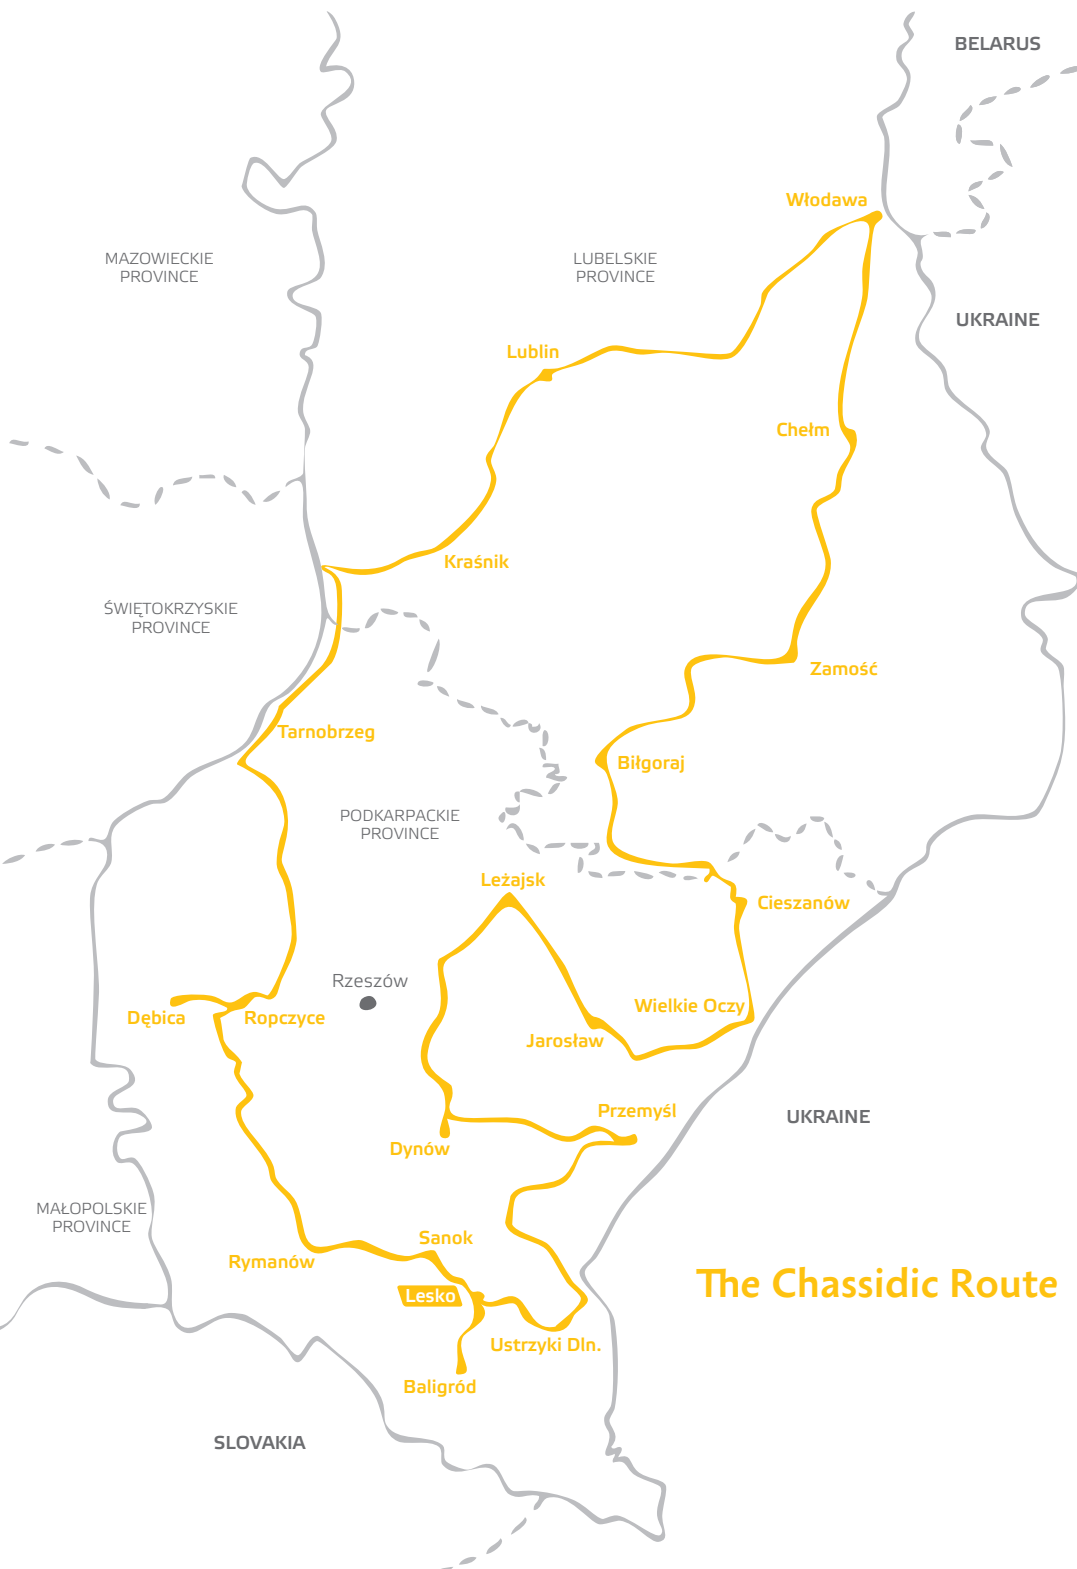 BELARUS
Włodawa
MAZOWIECKIE
PROVINCE
LUBELSKIE
PROVINCE
UKRAINE
Lublin
Chełm
Kraśnik
ŚWIĘTOKRZYSKIE
PROVINCE
Zamość
Tarnobrzeg
Biłgoraj
PODKARPACKIE
PROVINCE
Leżajsk
Cieszanów
Rzeszów
Wielkie Oczy
Dębica
Ropczyce
Jarosław
Przemyśl
UKRAINE
Dynów
MAŁOPOLSKIE
PROVINCE
Sanok
Rymanów
The Chassidic Route
Lesko
Ustrzyki Dln.
Baligród
SLOVAKIA